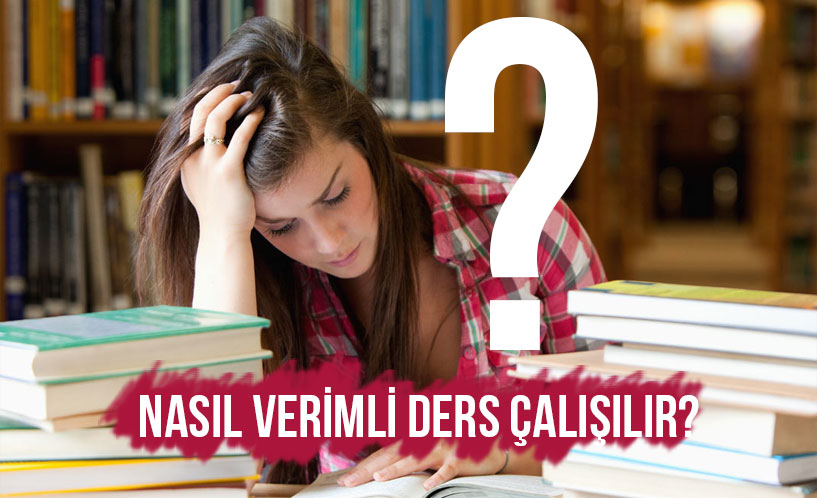 ?
NASIL VERİMLİ DERS ÇALIŞILIR?